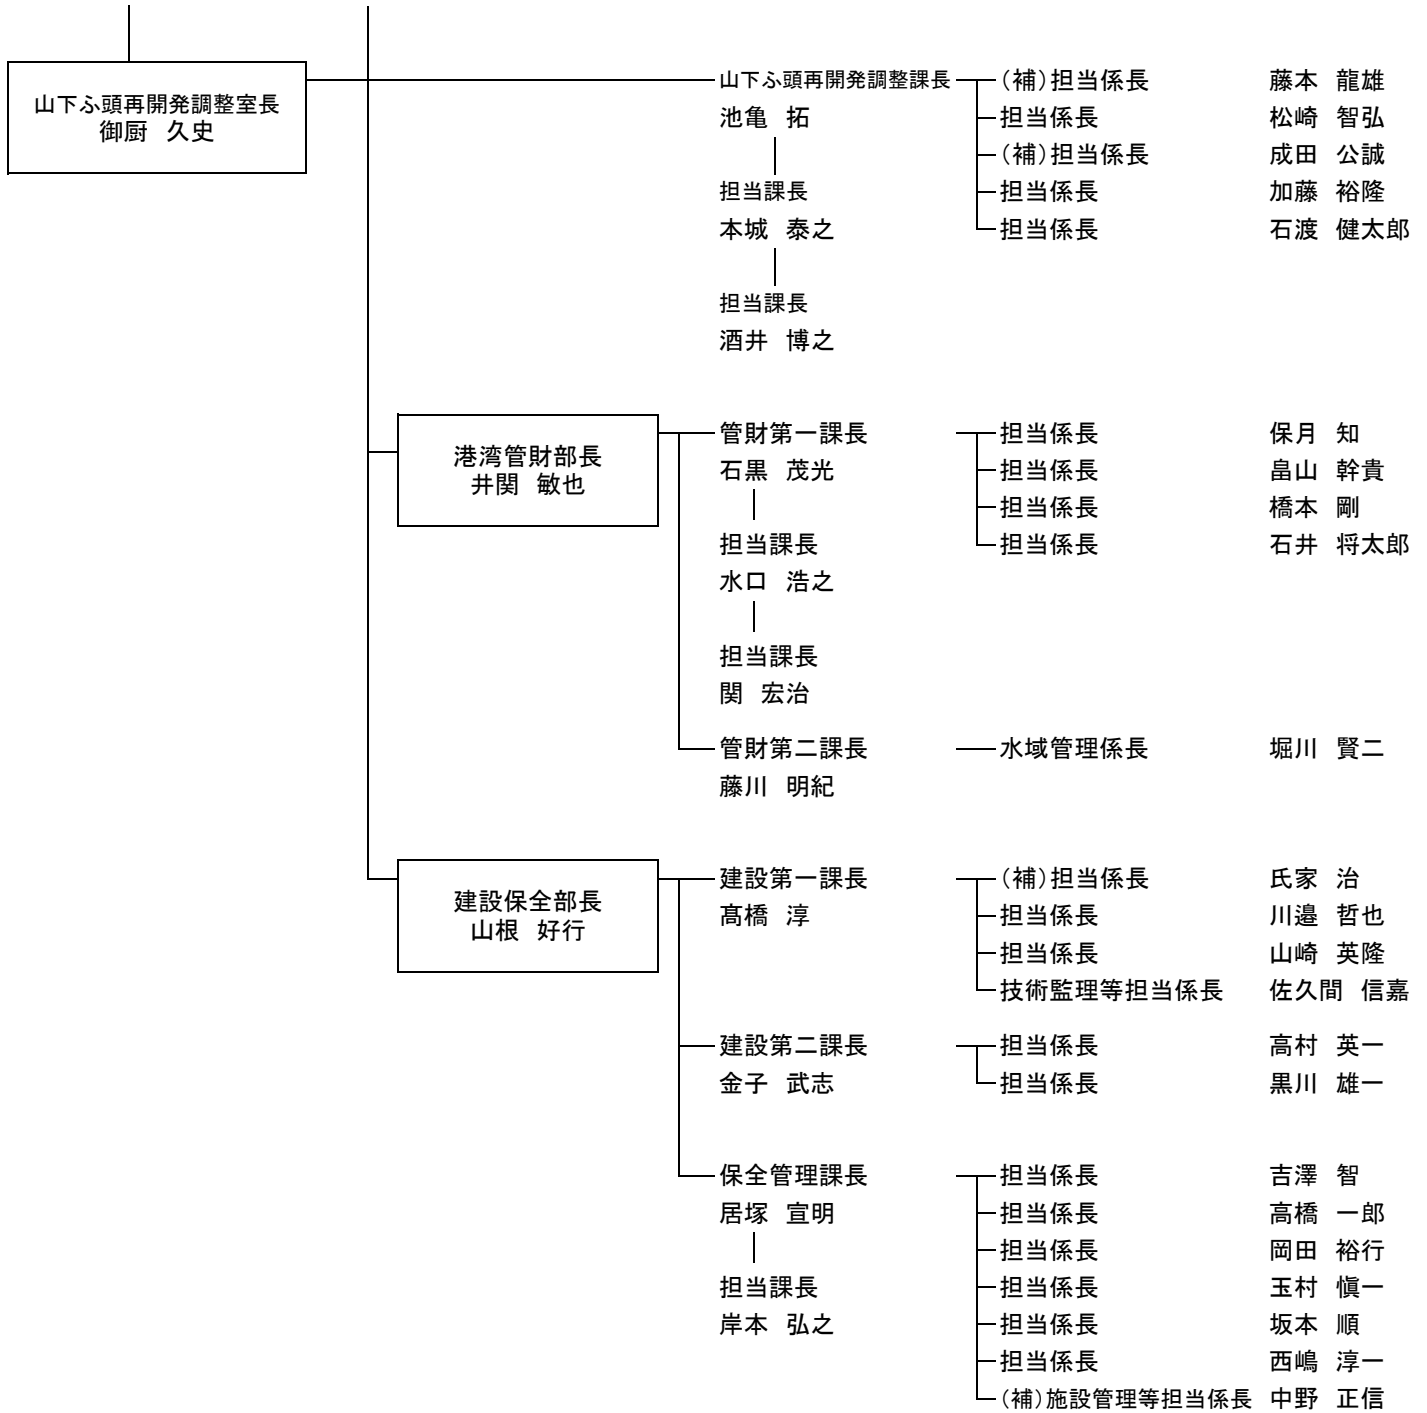 山下ふ頭再開発調整室長
御厨 久史
山下ふ頭再開発調整課長 (補)担当係長 藤本 龍雄
池亀 拓 担当係長 松崎 智弘
(補)担当係長 成田 公誠
担当課長 担当係長 加藤 裕隆
本城 泰之 担当係長 石渡 健太郎
担当課長
酒井 博之
港湾管財部長
井関 敏也
管財第一課長 担当係長 保月 知
石黒 茂光 担当係長 畠山 幹貴
担当係長 橋本 剛
担当課長 担当係長 石井 将太郎
水口 浩之
担当課長
関 宏治
管財第二課長 水域管理係長 堀川 賢二
藤川 明紀
建設保全部長
山根 好行
建設第一課長 (補)担当係長 氏家 治
髙橋 淳 担当係長 川邉 哲也
担当係長 山崎 英隆
技術監理等担当係長 佐久間 信嘉
建設第二課長 担当係長 高村 英一
金子 武志 担当係長 黒川 雄一
保全管理課長 担当係長 吉澤 智
居塚 宣明 担当係長 高橋 一郎
担当係長 岡田 裕行
担当課長 担当係長 玉村 愼一
岸本 弘之 担当係長 坂本 順
担当係長 西嶋 淳一
(補)施設管理等担当係長 中野 正信